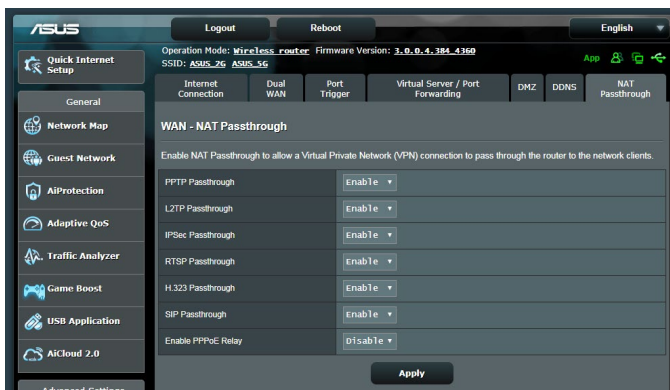 ASUS
Logout
Reboot
English
Quick Internet Setup
Operation Mode: Wireless router Firmware Version: 3.0.0.4.384_4360
SSID: ASUS_2G ASUS_5G
App
Internet Connection
Dual WAN
Port Trigger
Virtual Server / Port Forwarding
DMZ
DDNS
NAT Passthrough
General
Network Map
Guest Network
AiProtection
Adaptive QoS
Traffic Analyzer
Game Boost
USB Application
AiCloud 2.0
Advanced Settings
WAN - NAT Passthrough
Enable NAT Passthrough to allow a Virtual Private Network (VPN) connection to pass through the router to the network clients.
PPTP Passthrough Enable
L2TP Passthrough Enable
IPSec Passthrough Enable
RTSP Passthrough Enable
H.323 Passthrough Enable
SIP Passthrough Enable
Enable PPPoE Relay Disable
Apply